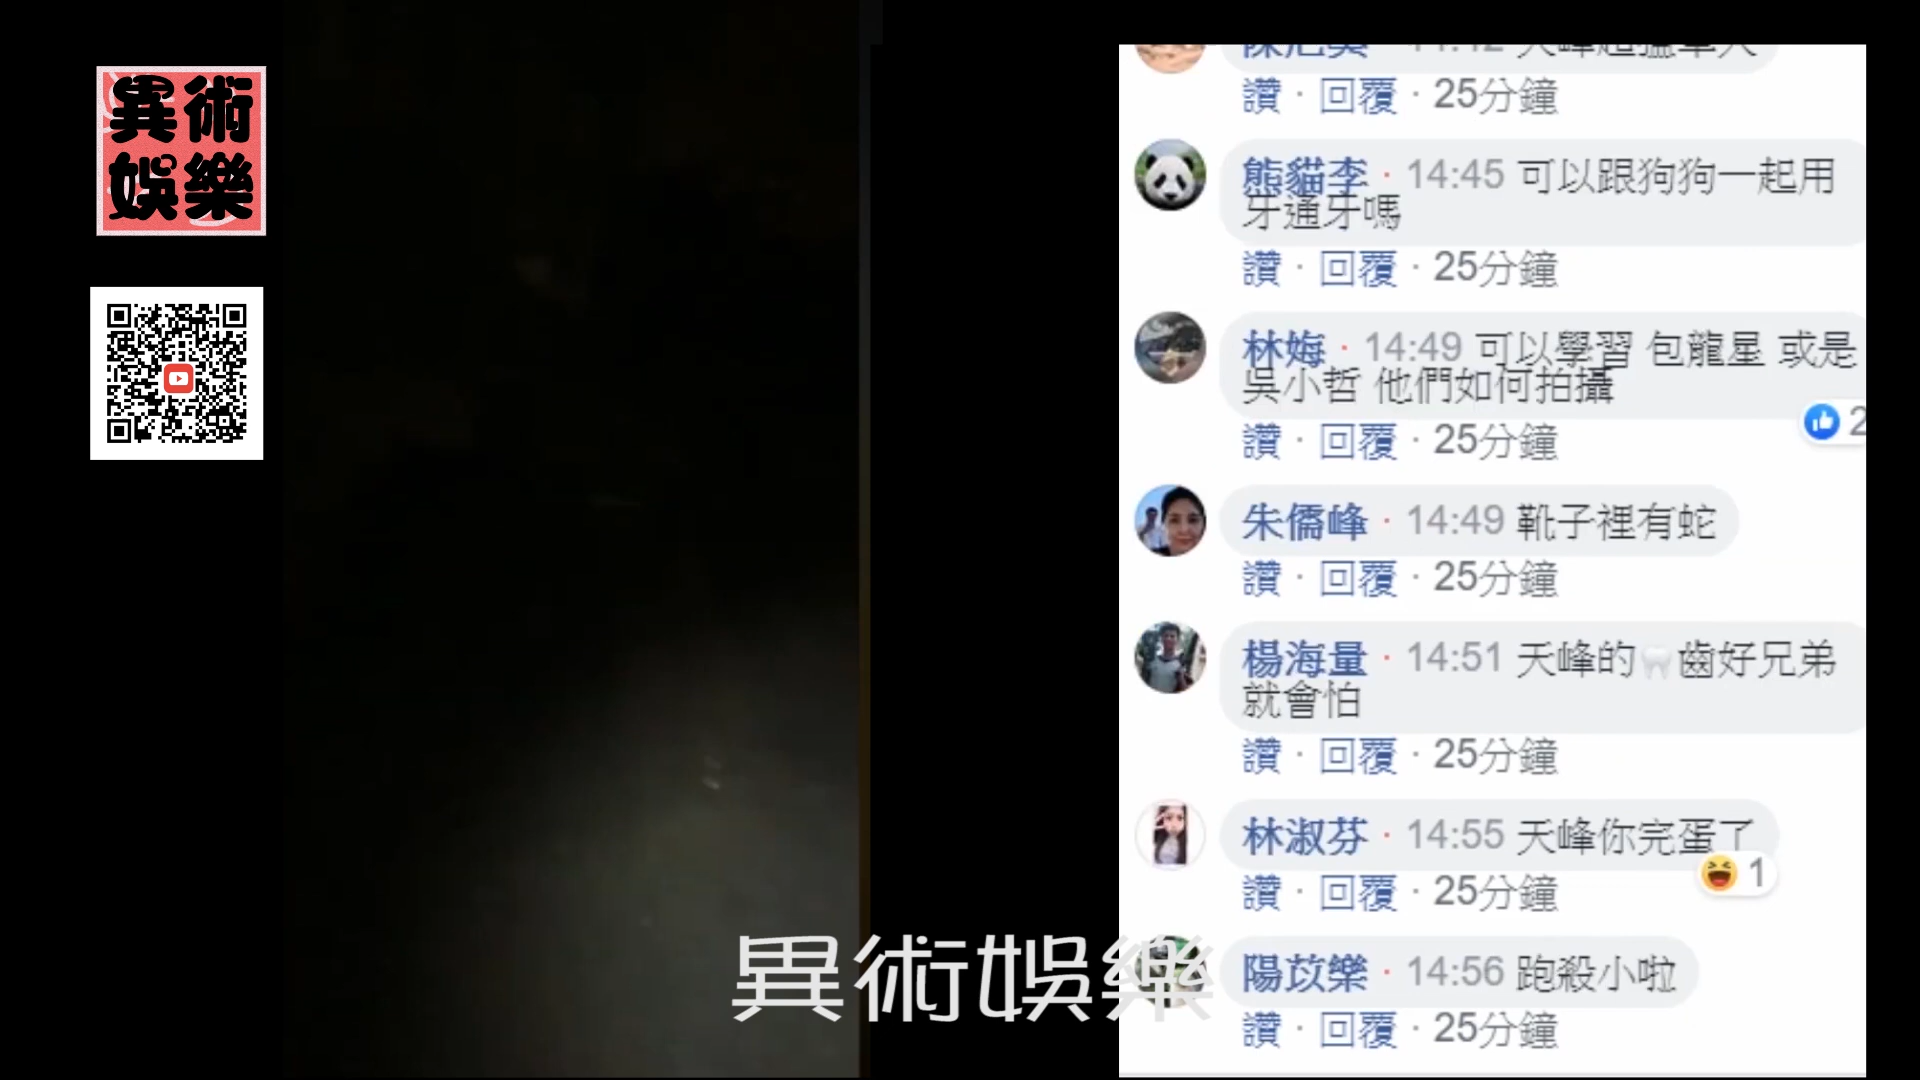 異術
娛樂
讚 · 回覆 · 25分鐘
熊貓李 · 14:45 可以跟狗狗一起用
牙通牙嗎
讚 · 回覆 · 25分鐘
林娒 · 14:49 可以學習 包龍星 或是
吳小哲 他們如何拍攝
2
讚 · 回覆 · 25分鐘
朱儒峰 · 14:49 靴子裡有蛇
讚 · 回覆 · 25分鐘
楊海量 · 14:51 天峰的🦷齒好兄弟
就會怕
讚 · 回覆 · 25分鐘
林淑芬 · 14:55 天峰你完蛋了
1
讚 · 回覆 · 25分鐘
陽苡樂 · 14:56 跑殺小啦
讚 · 回覆 · 25分鐘
異術娛樂